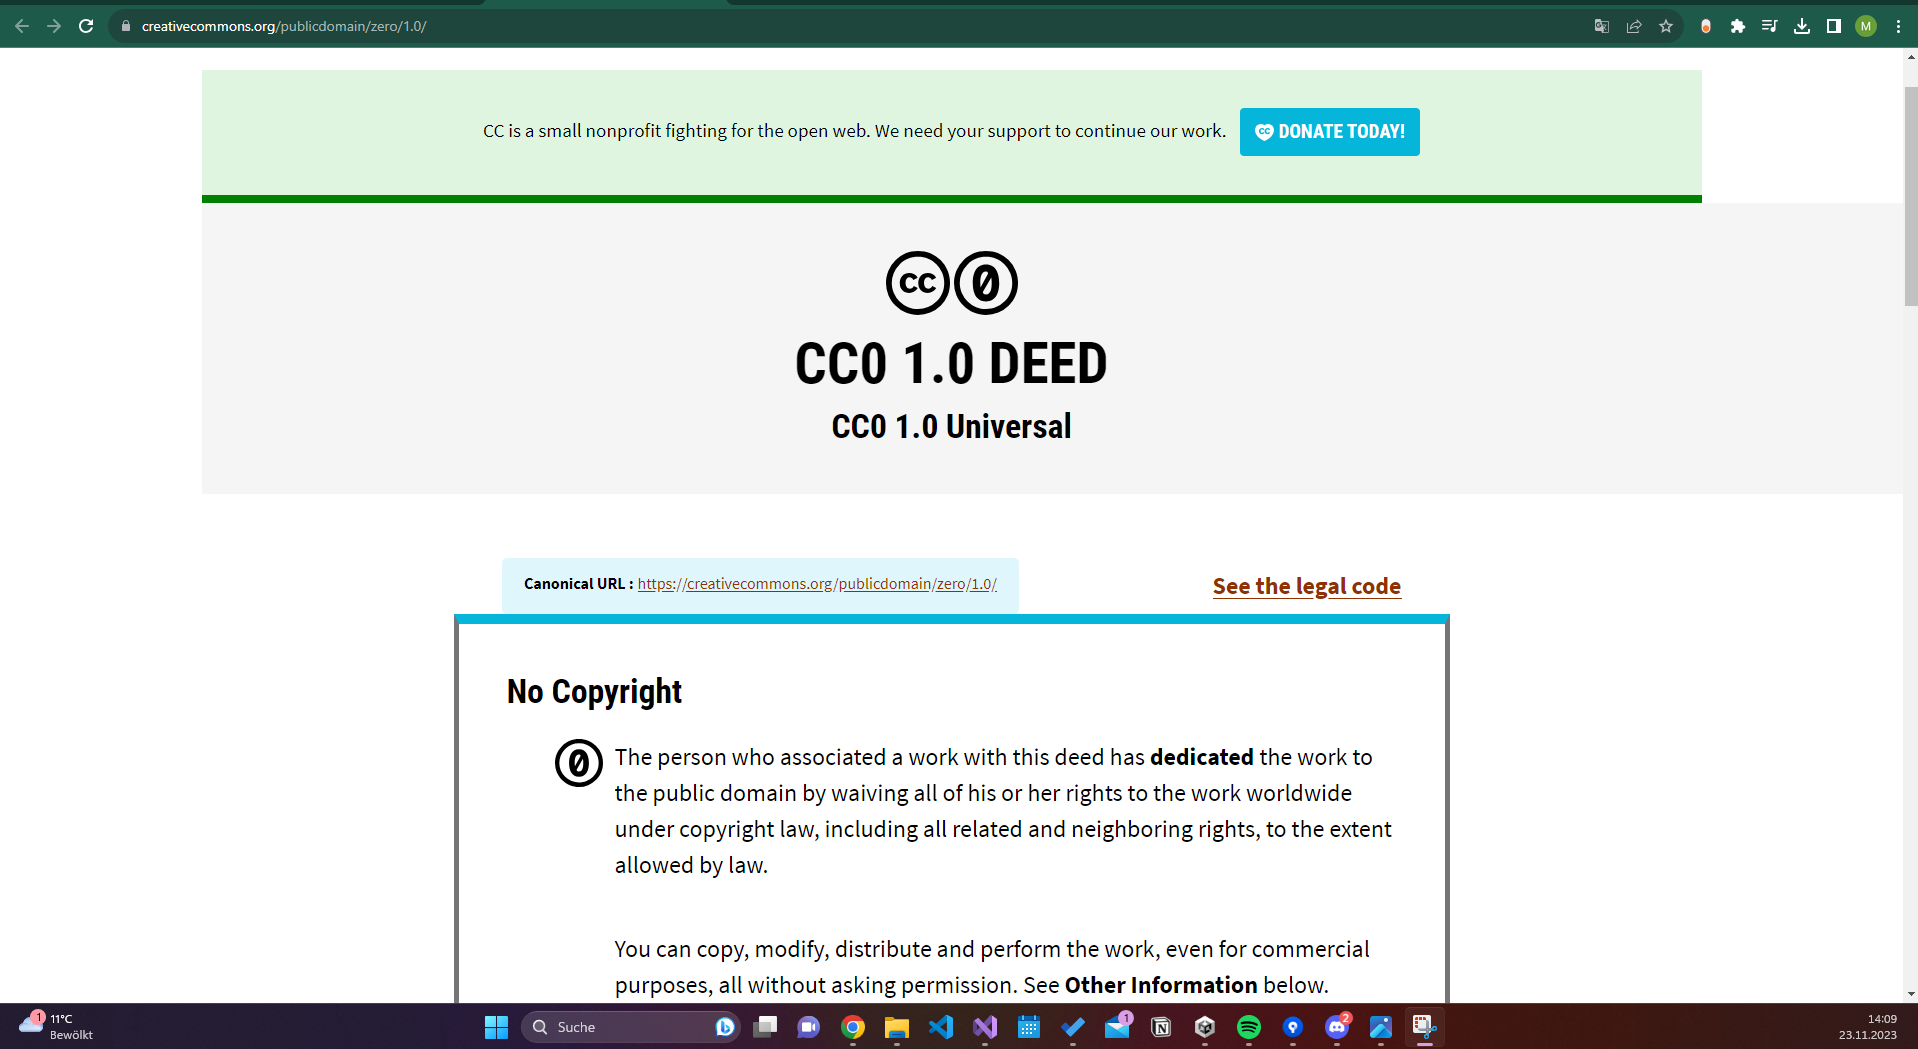 creativecommons.org/publicdomain/zero/1.0/
M
CC is a small nonprofit fighting for the open web. We need your support to continue our work.
cc DONATE TODAY!
cc 0
CC0 1.0 DEED
CC0 1.0 Universal
Canonical URL : https://creativecommons.org/publicdomain/zero/1.0/
See the legal code
No Copyright
0
The person who associated a work with this deed has dedicated the work to
the public domain by waiving all of his or her rights to the work worldwide
under copyright law, including all related and neighboring rights, to the extent
allowed by law.
You can copy, modify, distribute and perform the work, even for commercial
purposes, all without asking permission. See Other Information below.
1
11°C
Bewölkt
Suche
1
2
14:09
23.11.2023